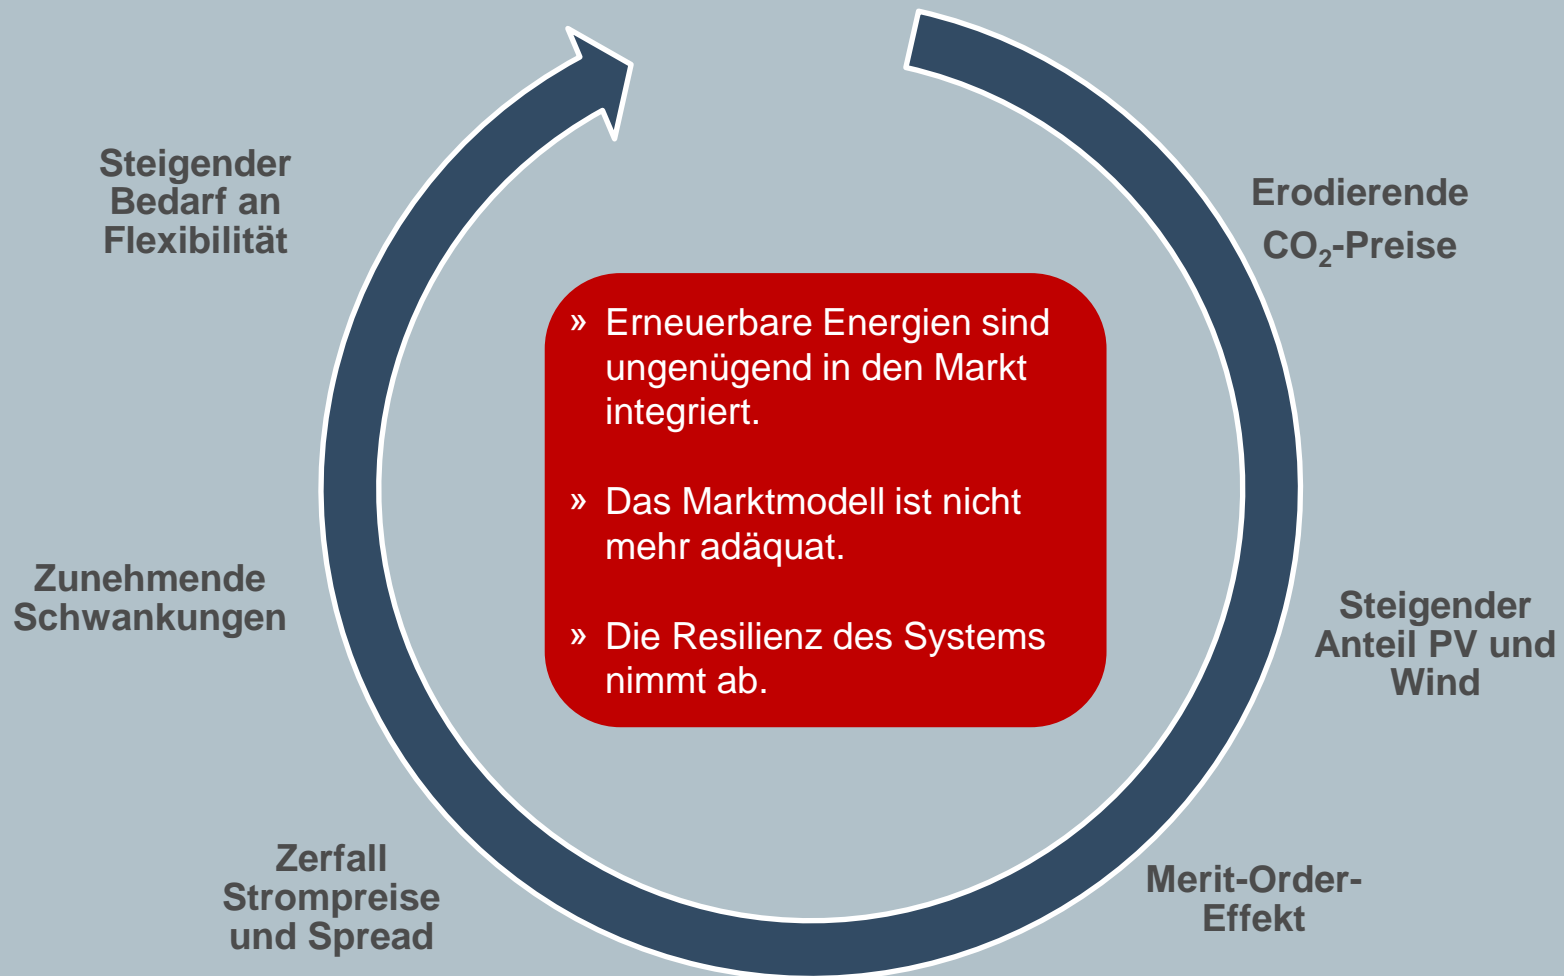 Steigender
Bedarf an
Flexibilität
Erodierende
CO₂-Preise
» Erneuerbare Energien sind
ungenügend in den Markt
integriert.
» Das Marktmodell ist nicht
mehr adäquat.
» Die Resilienz des Systems
nimmt ab.
Zunehmende
Schwankungen
Steigender
Anteil PV und
Wind
Zerfall
Strompreise
und Spread
Merit-Order-
Effekt